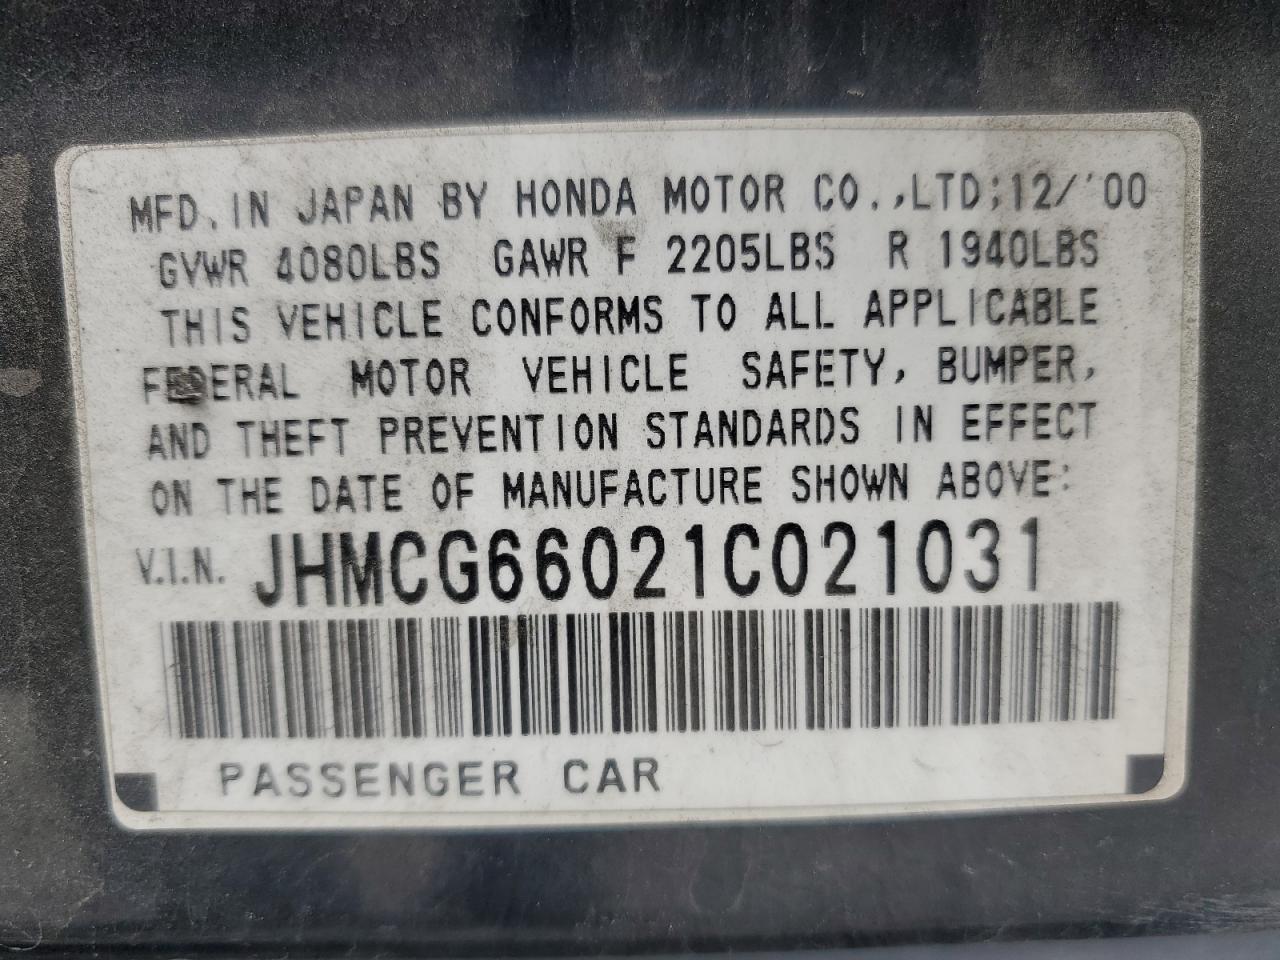 MFD. IN JAPAN BY HONDA MOTOR CO.,LTD;12/'00
GVWR 4080LBS GAWR F 2205LBS R 1940LBS
THIS VEHICLE CONFORMS TO ALL APPLICABLE
FEDERAL MOTOR VEHICLE SAFETY, BUMPER,
AND THEFT PREVENTION STANDARDS IN EFFECT
ON THE DATE OF MANUFACTURE SHOWN ABOVE:
V.I.N. JHMCG66021C021031
PASSENGER CAR